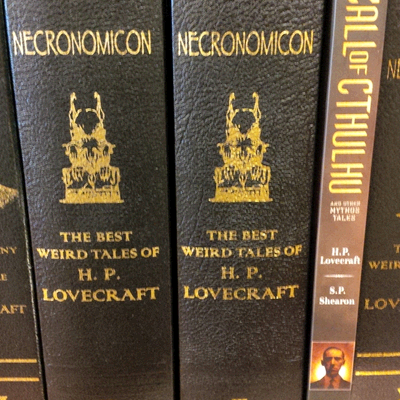 NECRONOMICON
THE BEST
WEIRD TALES OF
H. P.
LOVECRAFT
NECRONOMICON
THE BEST
WEIRD TALES OF
H. P.
LOVECRAFT
CALL OF CTHULHU
AND OTHER
MYTHOS
TALES
H.P.
Lovecraft
S.P.
Shearon